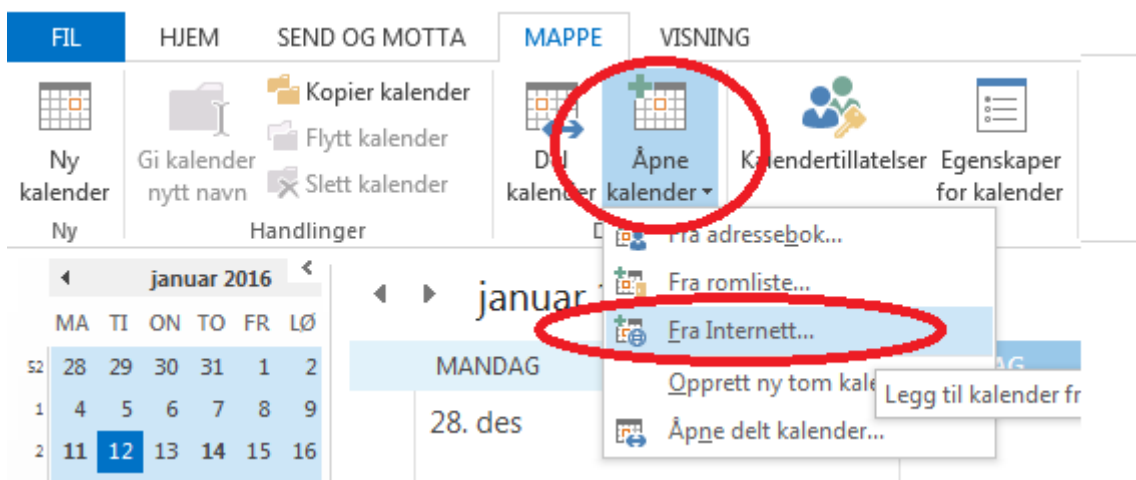 FIL HJEM SEND OG MOTTA MAPPE VISNING
Ny kalender
Gi kalender nytt navn
Kopier kalender
Flytt kalender
Slett kalender
Del kalender
Åpne kalender
Kalendertillatelser
Egenskaper for kalender
Ny
Handlinger
Fra adressebok...
Fra romliste...
Fra Internett...
Opprett ny tom kale
Åpne delt kalender...
Legg til kalender fr
januar 2016
MA TI ON TO FR LØ
52 28 29 30 31 1 2
1 4 5 6 7 8 9
2 11 12 13 14 15 16
januar
MANDAG
28. des